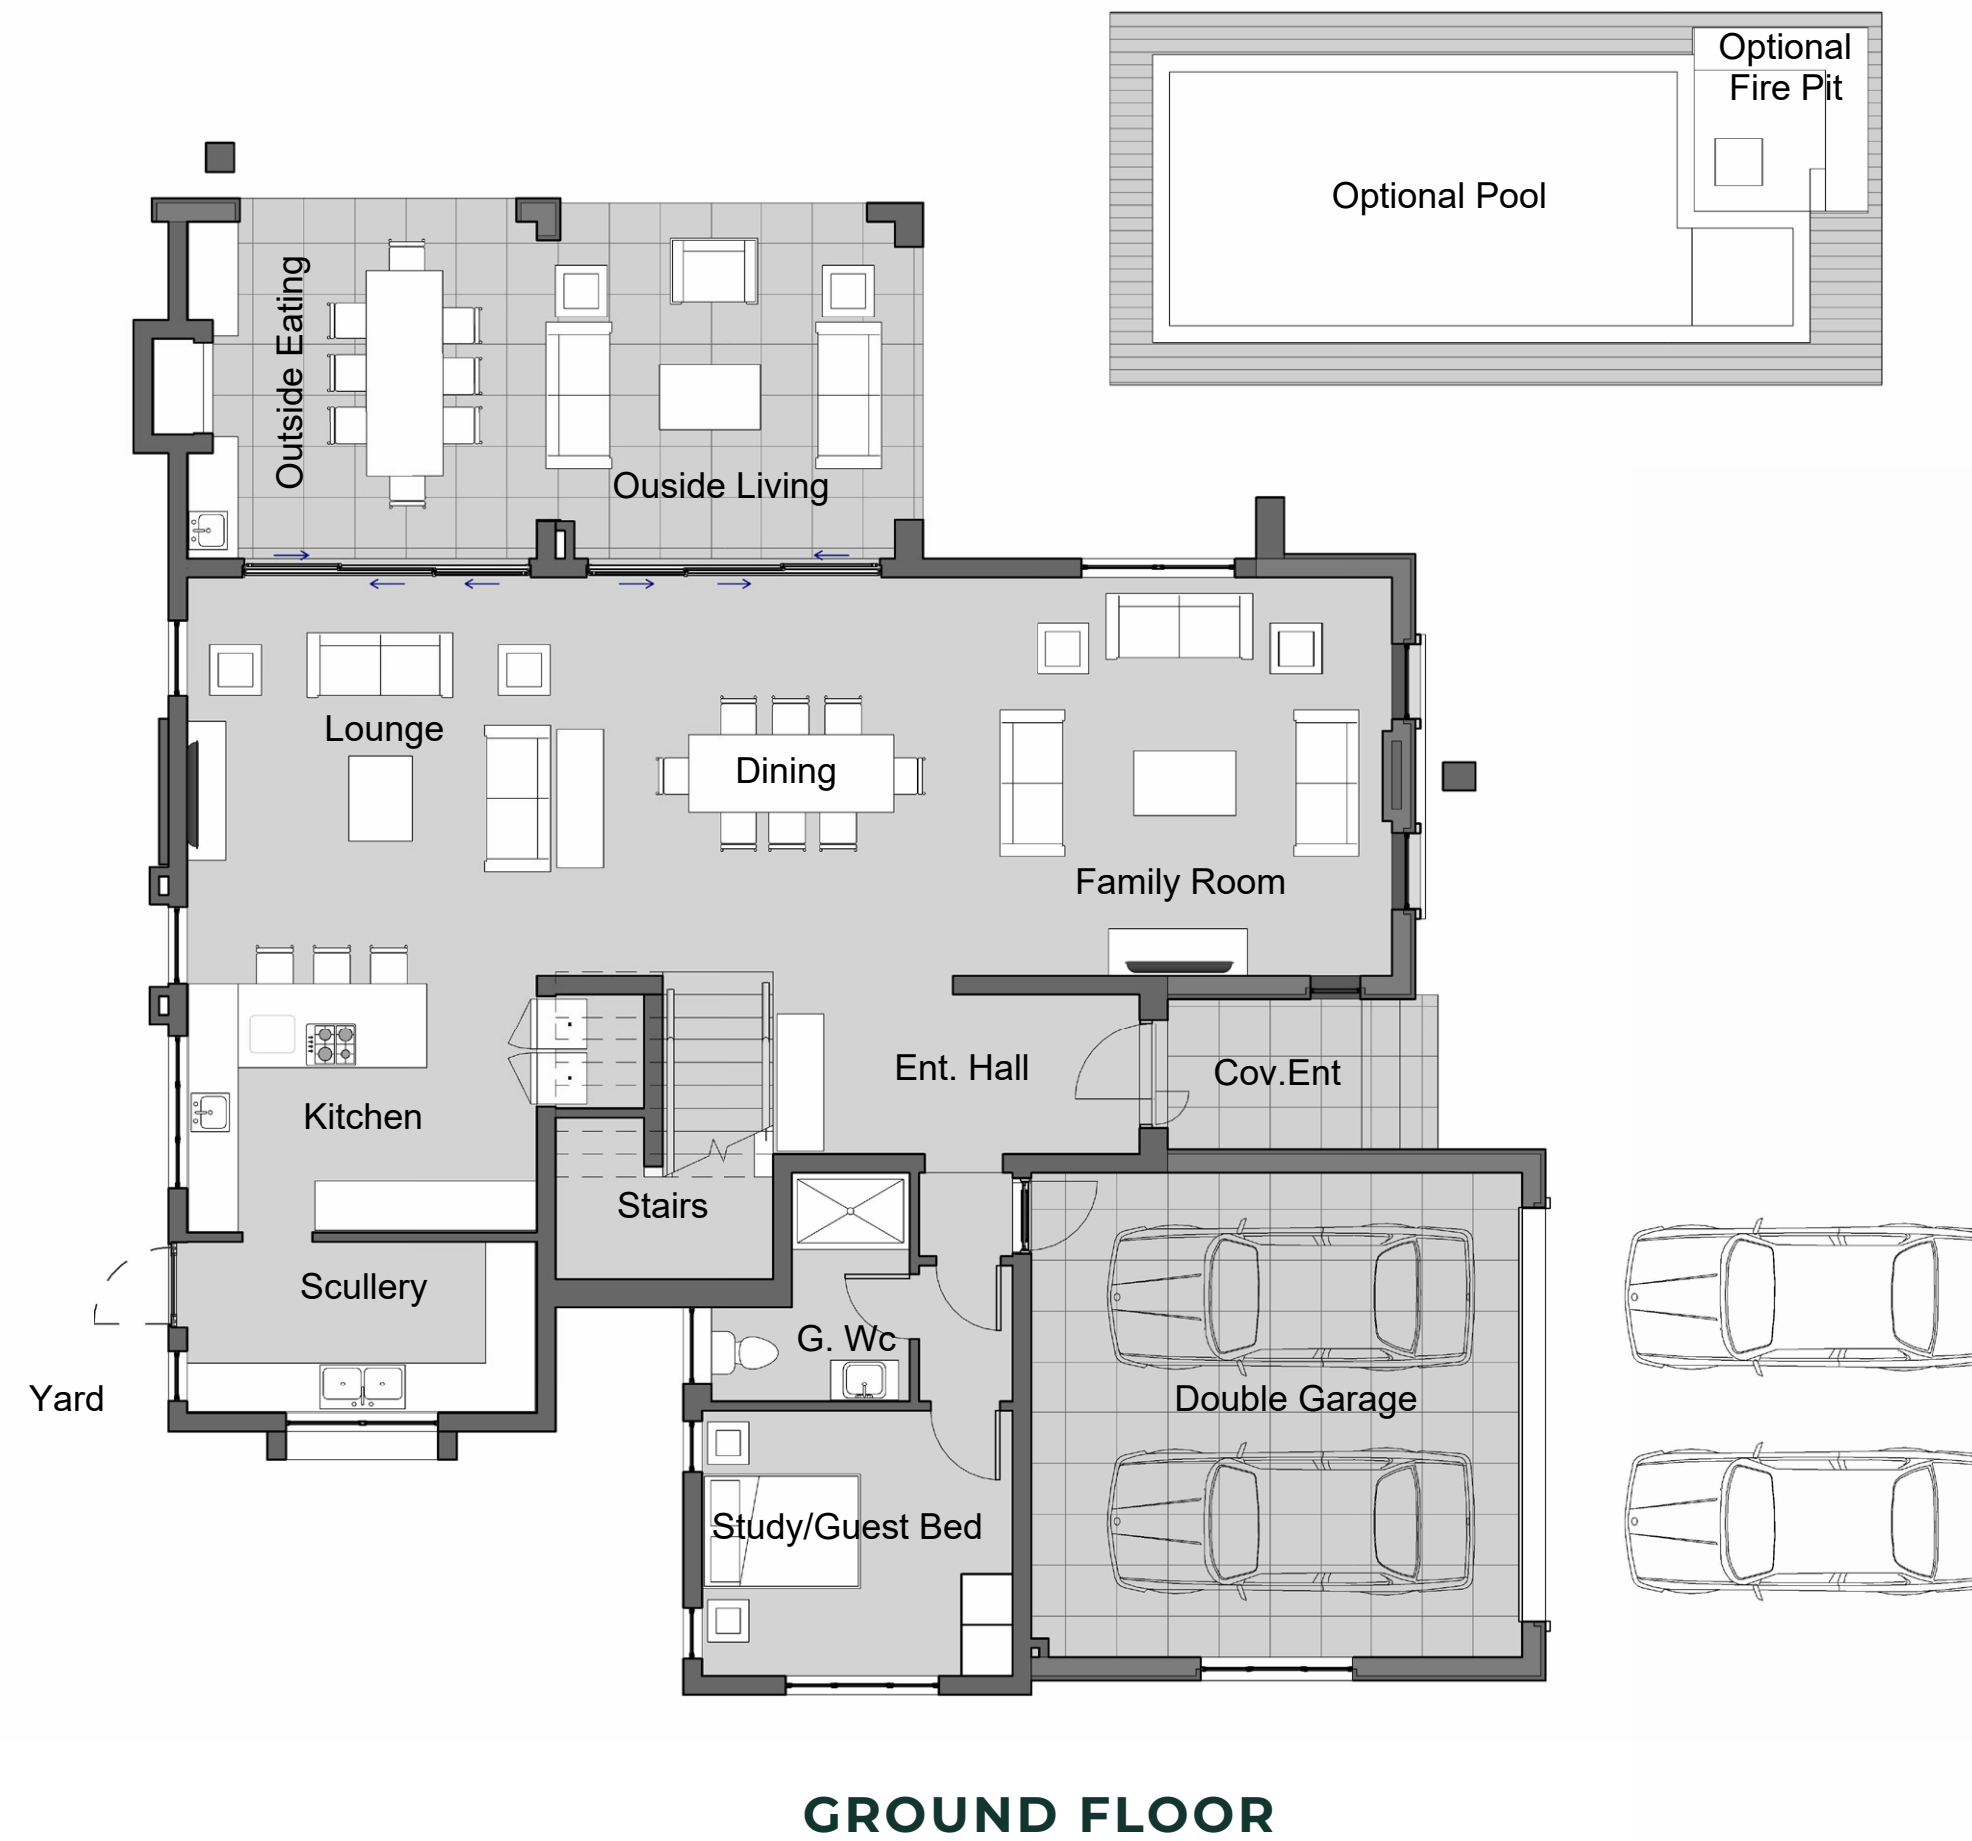 Optional
Fire Pit
Optional Pool
Outside Eating
Ouside Living
Lounge
Dining
Family Room
Ent. Hall
Cov.Ent
Kitchen
Stairs
Scullery
G. Wc
Yard
Double Garage
Study/Guest Bed
GROUND FLOOR